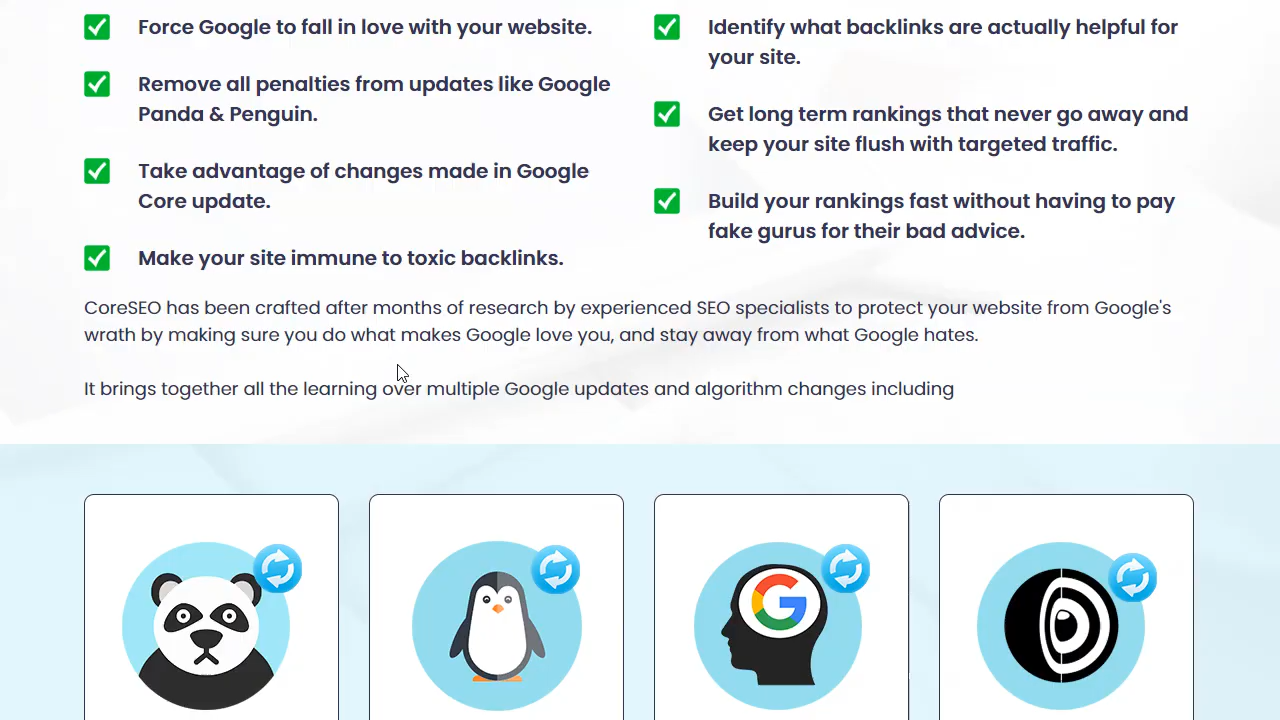 Force Google to fall in love with your website.
Remove all penalties from updates like Google
Panda & Penguin.
Take advantage of changes made in Google
Core update.
Make your site immune to toxic backlinks.
Identify what backlinks are actually helpful for
your site.
Get long term rankings that never go away and
keep your site flush with targeted traffic.
Build your rankings fast without having to pay
fake gurus for their bad advice.
CoreSEO has been crafted after months of research by experienced SEO specialists to protect your website from Google's
wrath by making sure you do what makes Google love you, and stay away from what Google hates.
It brings together all the learning over multiple Google updates and algorithm changes including
G